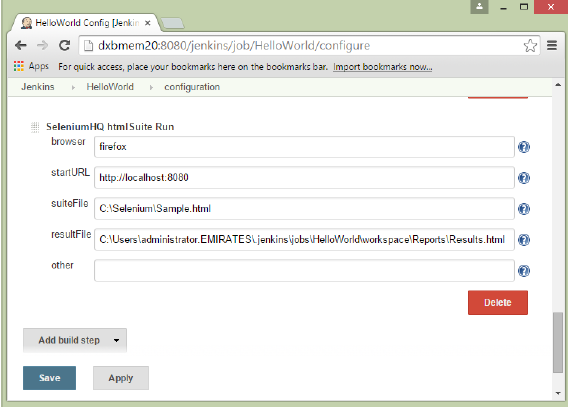 HelloWorld Config [Jenkin
dxbmem20:8080/jenkins/job/HelloWorld/configure
Apps For quick access, place your bookmarks here on the bookmarks bar. Import bookmarks now...
Jenkins HelloWorld configuration
SeleniumHQ htmlSuite Run
browser firefox
startURL http://localhost:8080
suiteFile C:\Selenium\Sample.html
resultFile C:\Users\administrator.EMIRATES\.jenkins\jobs\HelloWorld\workspace\Reports\Results.html
other
Delete
Add build step
Save Apply